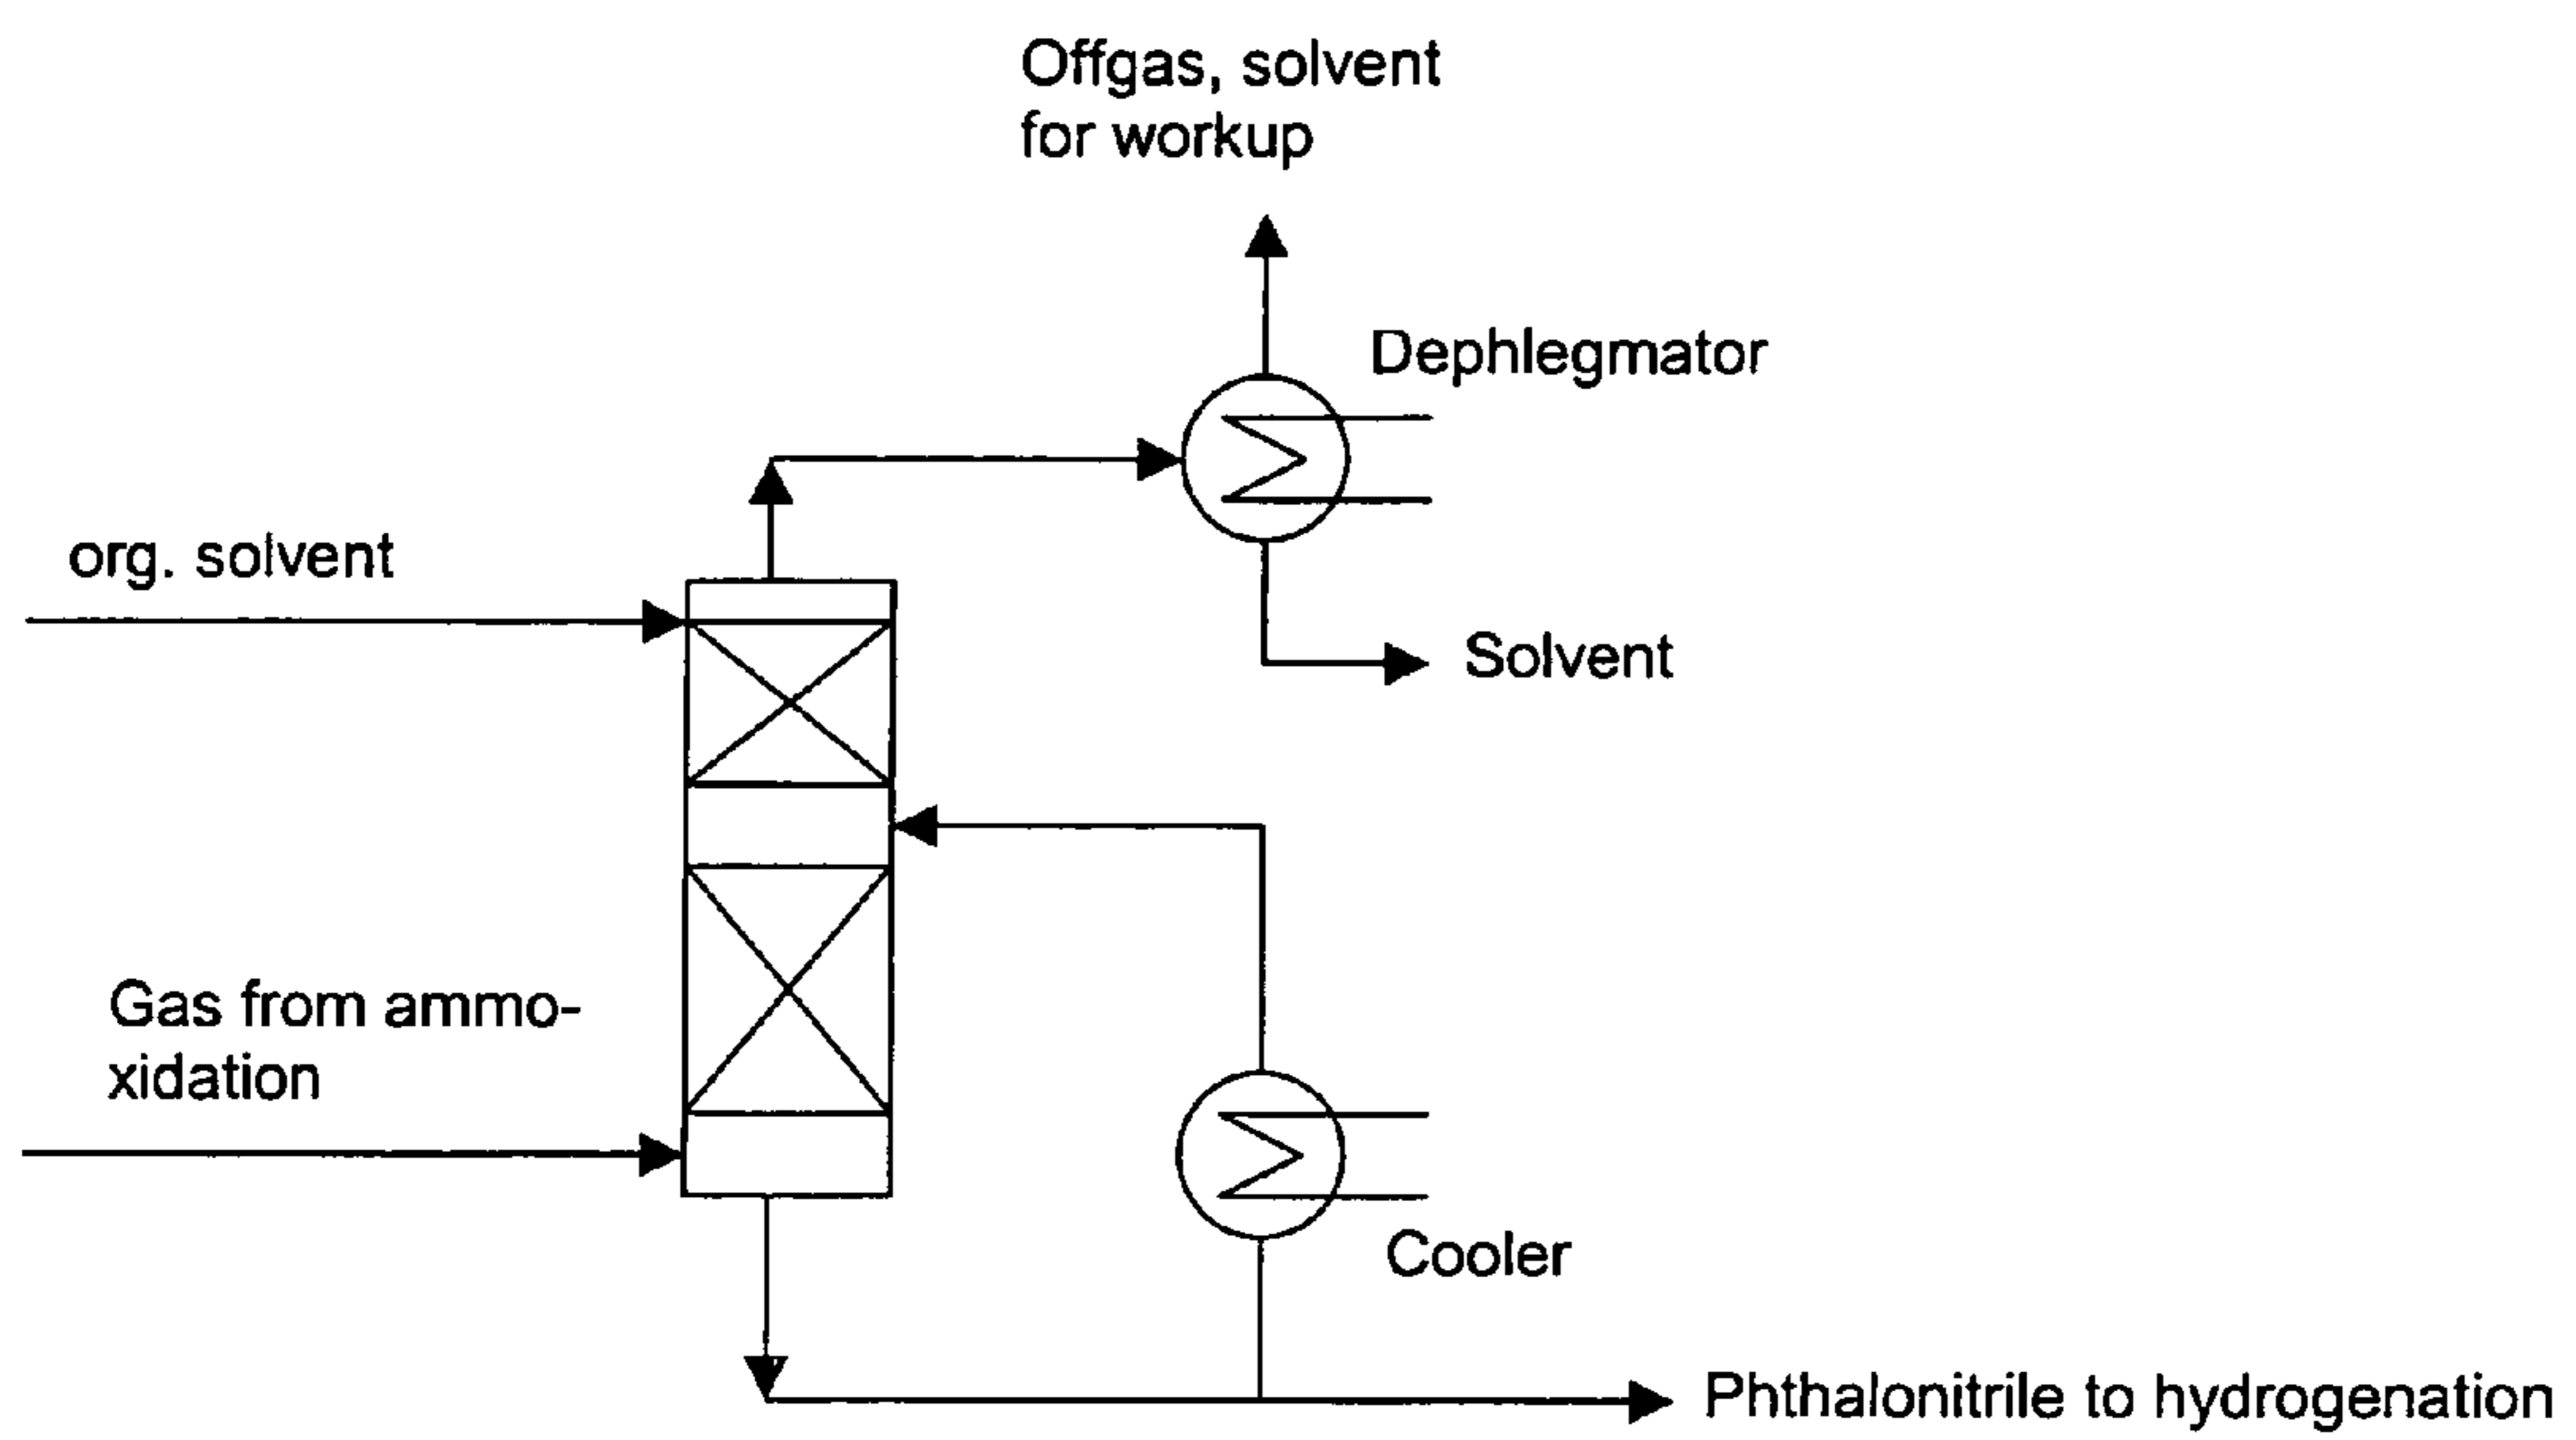 Offgas, solvent
for workup
Dephlegmator
org. solvent
Solvent
Gas from ammo-
xidation
Cooler
Phthalonitrile to hydrogenation